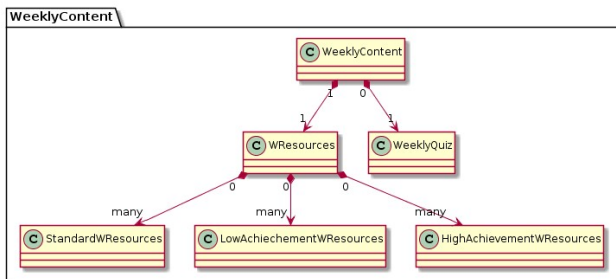 WeeklyContent
C WeeklyContent
1 0
1 1
C WResources C WeeklyQuiz
0 0 0
many many many
C StandardWResources C LowAchiechementWResources C HighAchievementWResources